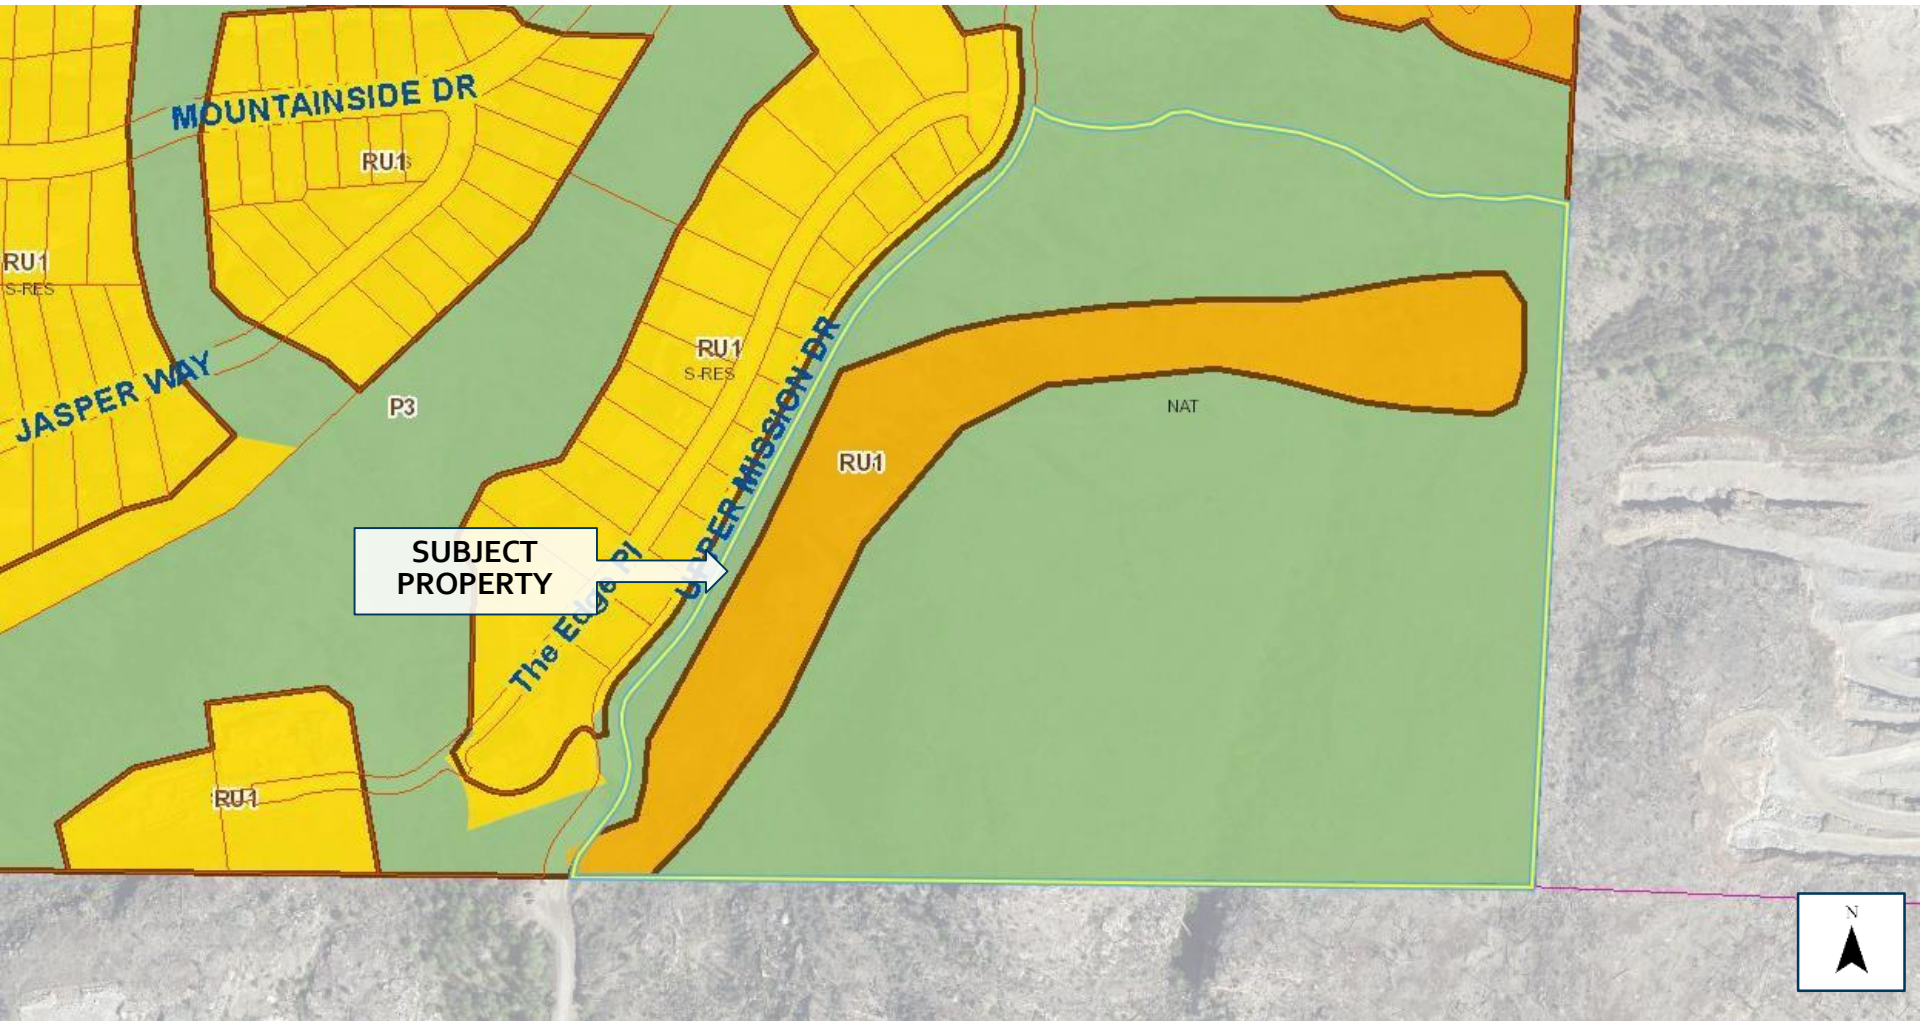 MOUNTAINSIDE DR
RU1
RU1
S-RES
RU1
S-RES
UPPER MISSION DR
JASPER WAY
P3
NAT
RU1
SUBJECT
PROPERTY
The Edge Pl
RU1
N